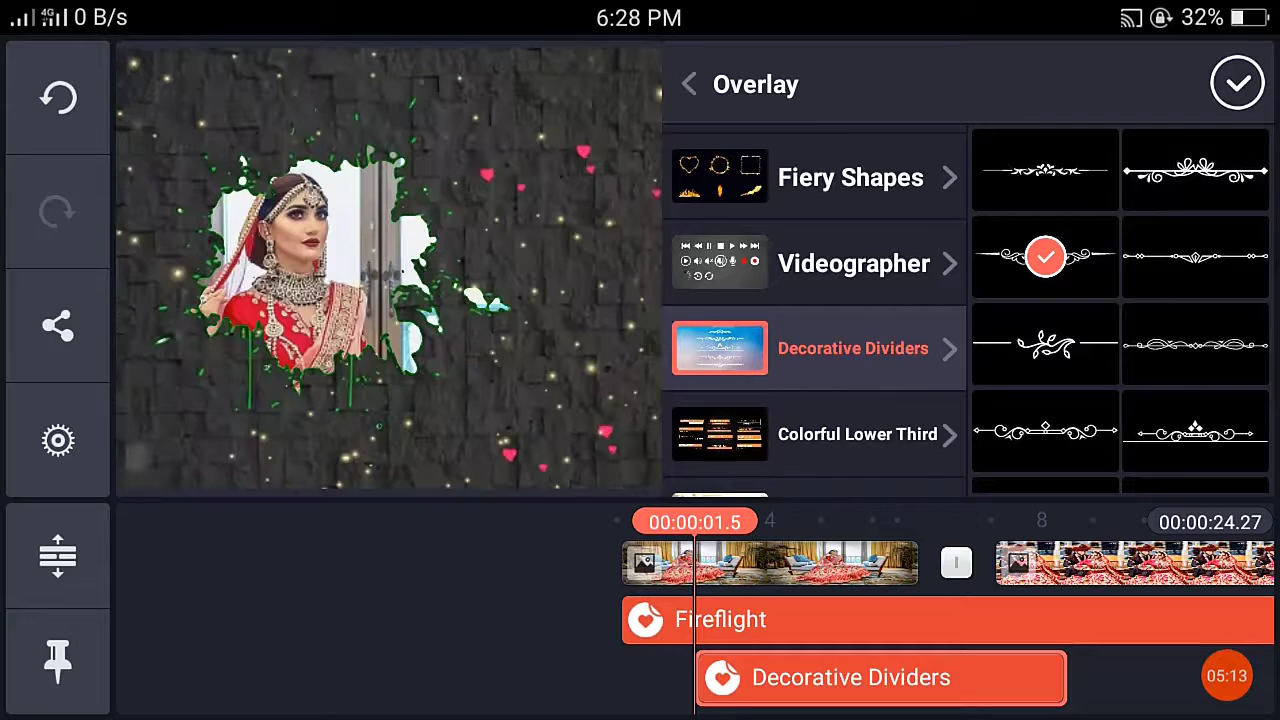 0 B/s
6:28 PM
32%
4G
Overlay
Fiery Shapes
Videographer
Decorative Dividers
Colorful Lower Third
00:00:01.5
4
8
00:00:24.27
Fireflight
Decorative Dividers
05:13